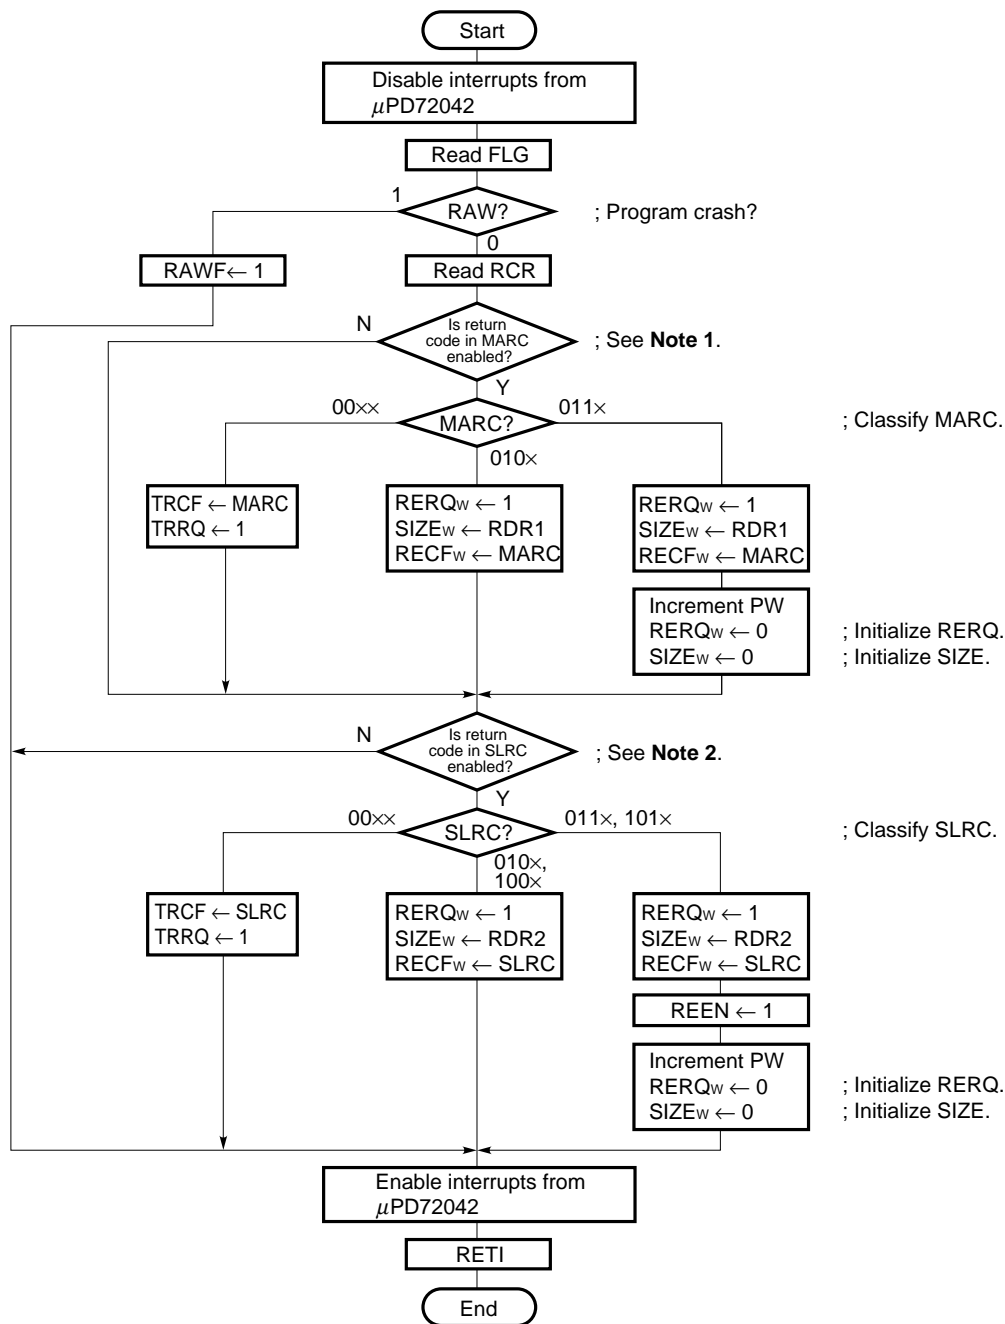 Start
Disable interrupts from
μPD72042
Read FLG
1
RAW?
; Program crash?
0
RAWF← 1
Read RCR
N
Is return
code in MARC
enabled?
; See Note 1.
Y
00××
MARC?
011×
; Classify MARC.
010×
TRCF ← MARC
TRRQ ← 1
RERQW ← 1
SIZEW ← RDR1
RECFW ← MARC
RERQW ← 1
SIZEW ← RDR1
RECFW ← MARC
Increment PW
RERQW ← 0
; Initialize RERQ.
SIZEW ← 0
; Initialize SIZE.
N
Is return
code in SLRC
enabled?
; See Note 2.
Y
00××
SLRC?
011×, 101×
; Classify SLRC.
010×,
100×
TRCF ← SLRC
TRRQ ← 1
RERQW ← 1
SIZEW ← RDR2
RECFW ← SLRC
RERQW ← 1
SIZEW ← RDR2
RECFW ← SLRC
REEN ← 1
Increment PW
RERQW ← 0
; Initialize RERQ.
SIZEW ← 0
; Initialize SIZE.
Enable interrupts from
μPD72042
RETI
End